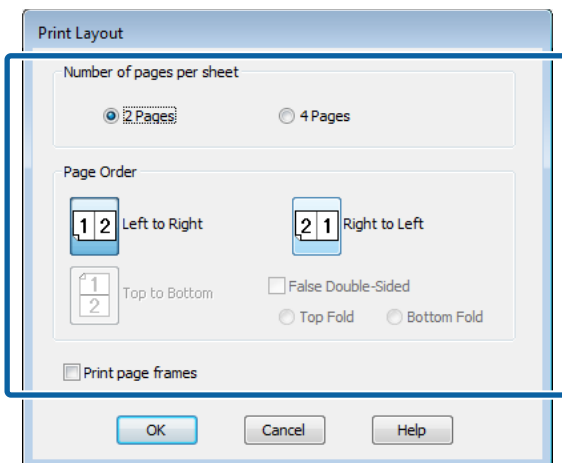 Print Layout
Number of pages per sheet
2 Pages 4 Pages
Page Order
1 2 Left to Right 2 1 Right to Left
1
2
Top to Bottom False Double-Sided
Top Fold Bottom Fold
Print page frames
OK Cancel Help